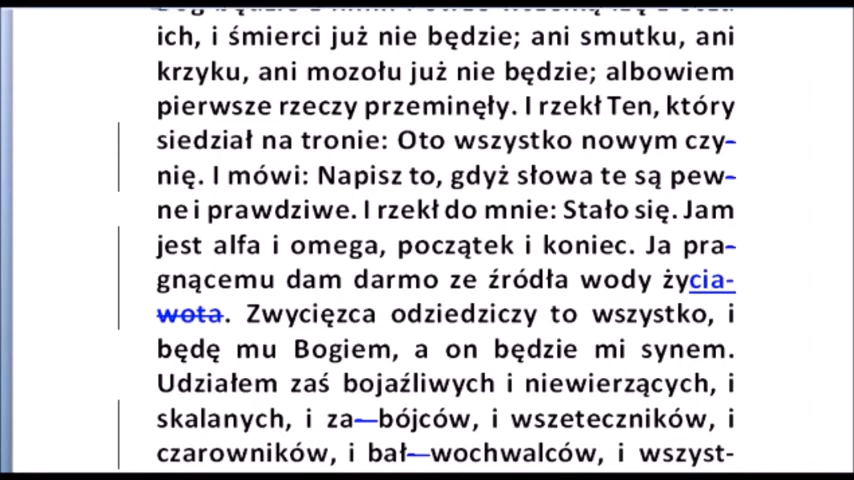 ich, i śmierci już nie będzie; ani smutku, ani
krzyku, ani mozołu już nie będzie; albowiem
pierwsze rzeczy przeminęły. I rzekł Ten, który
siedział na tronie: Oto wszystko nowym czy-
nię. I mówi: Napisz to, gdyż słowa te są pew-
ne i prawdziwe. I rzekł do mnie: Stało się. Jam
jest alfa i omega, początek i koniec. Ja pra-
gnącemu dam darmo ze źródła wody życia-
wota. Zwycięzca odziedziczy to wszystko, i
będę mu Bogiem, a on będzie mi synem.
Udziałem zaś bojaźliwych i niewierzących, i
skalanych, i za-bójców, i wszeteczników, i
czarowników, i bał-wochwalców, i wszyst-